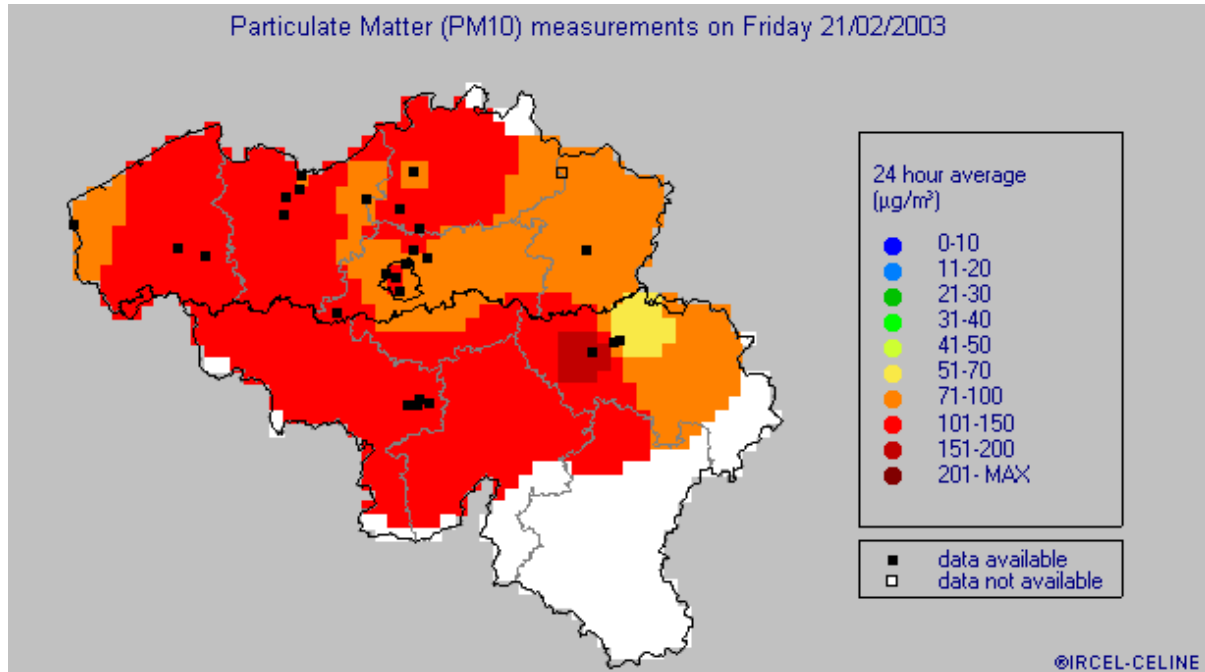 Particulate Matter (PM10) measurements on Friday 21/02/2003
24 hour average
(µg/m³)
0-10
11-20
21-30
31-40
41-50
51-70
71-100
101-150
151-200
201- MAX
data available
data not available
©IRCEL-CELINE